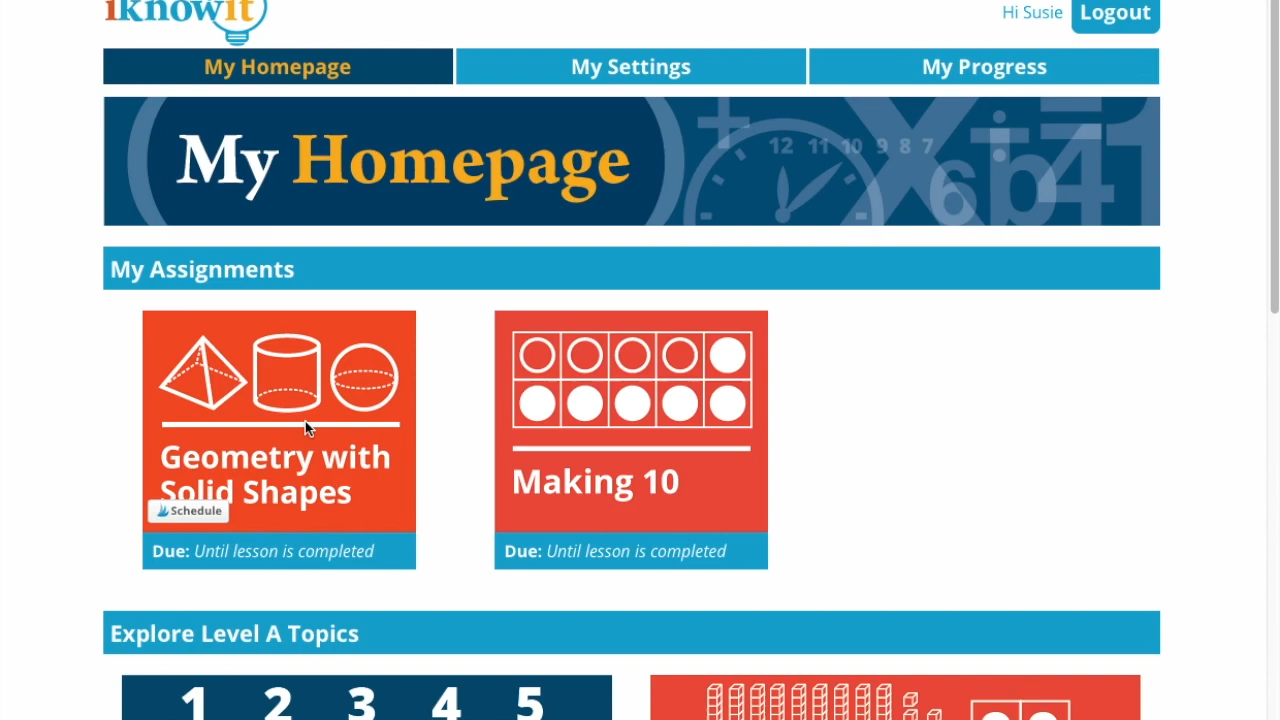 iknowit
Hi Susie
Logout
My Homepage
My Settings
My Progress
My Homepage
12 11 10 9 8 7
6b41
My Assignments
Geometry with
Solid Shapes
Schedule
Due: Until lesson is completed
Making 10
Due: Until lesson is completed
Explore Level A Topics
1 2 3 4 5